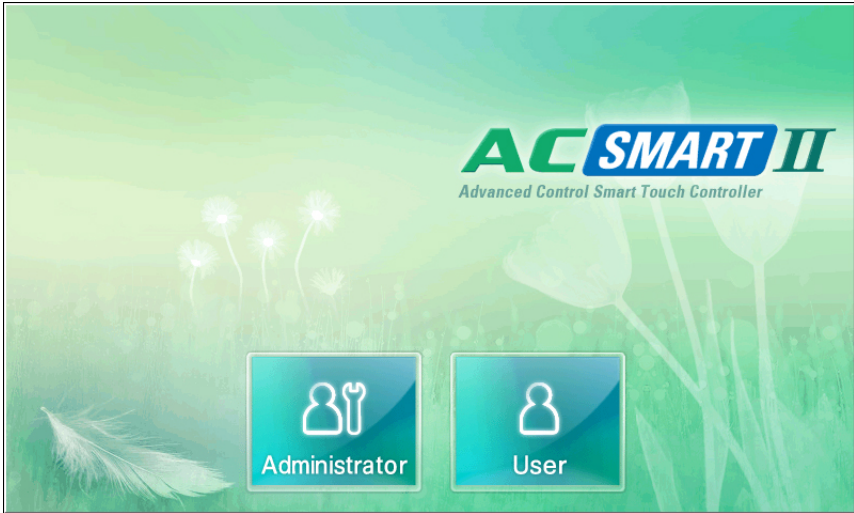 AC SMART II
Advanced Control Smart Touch Controller
Administrator
User